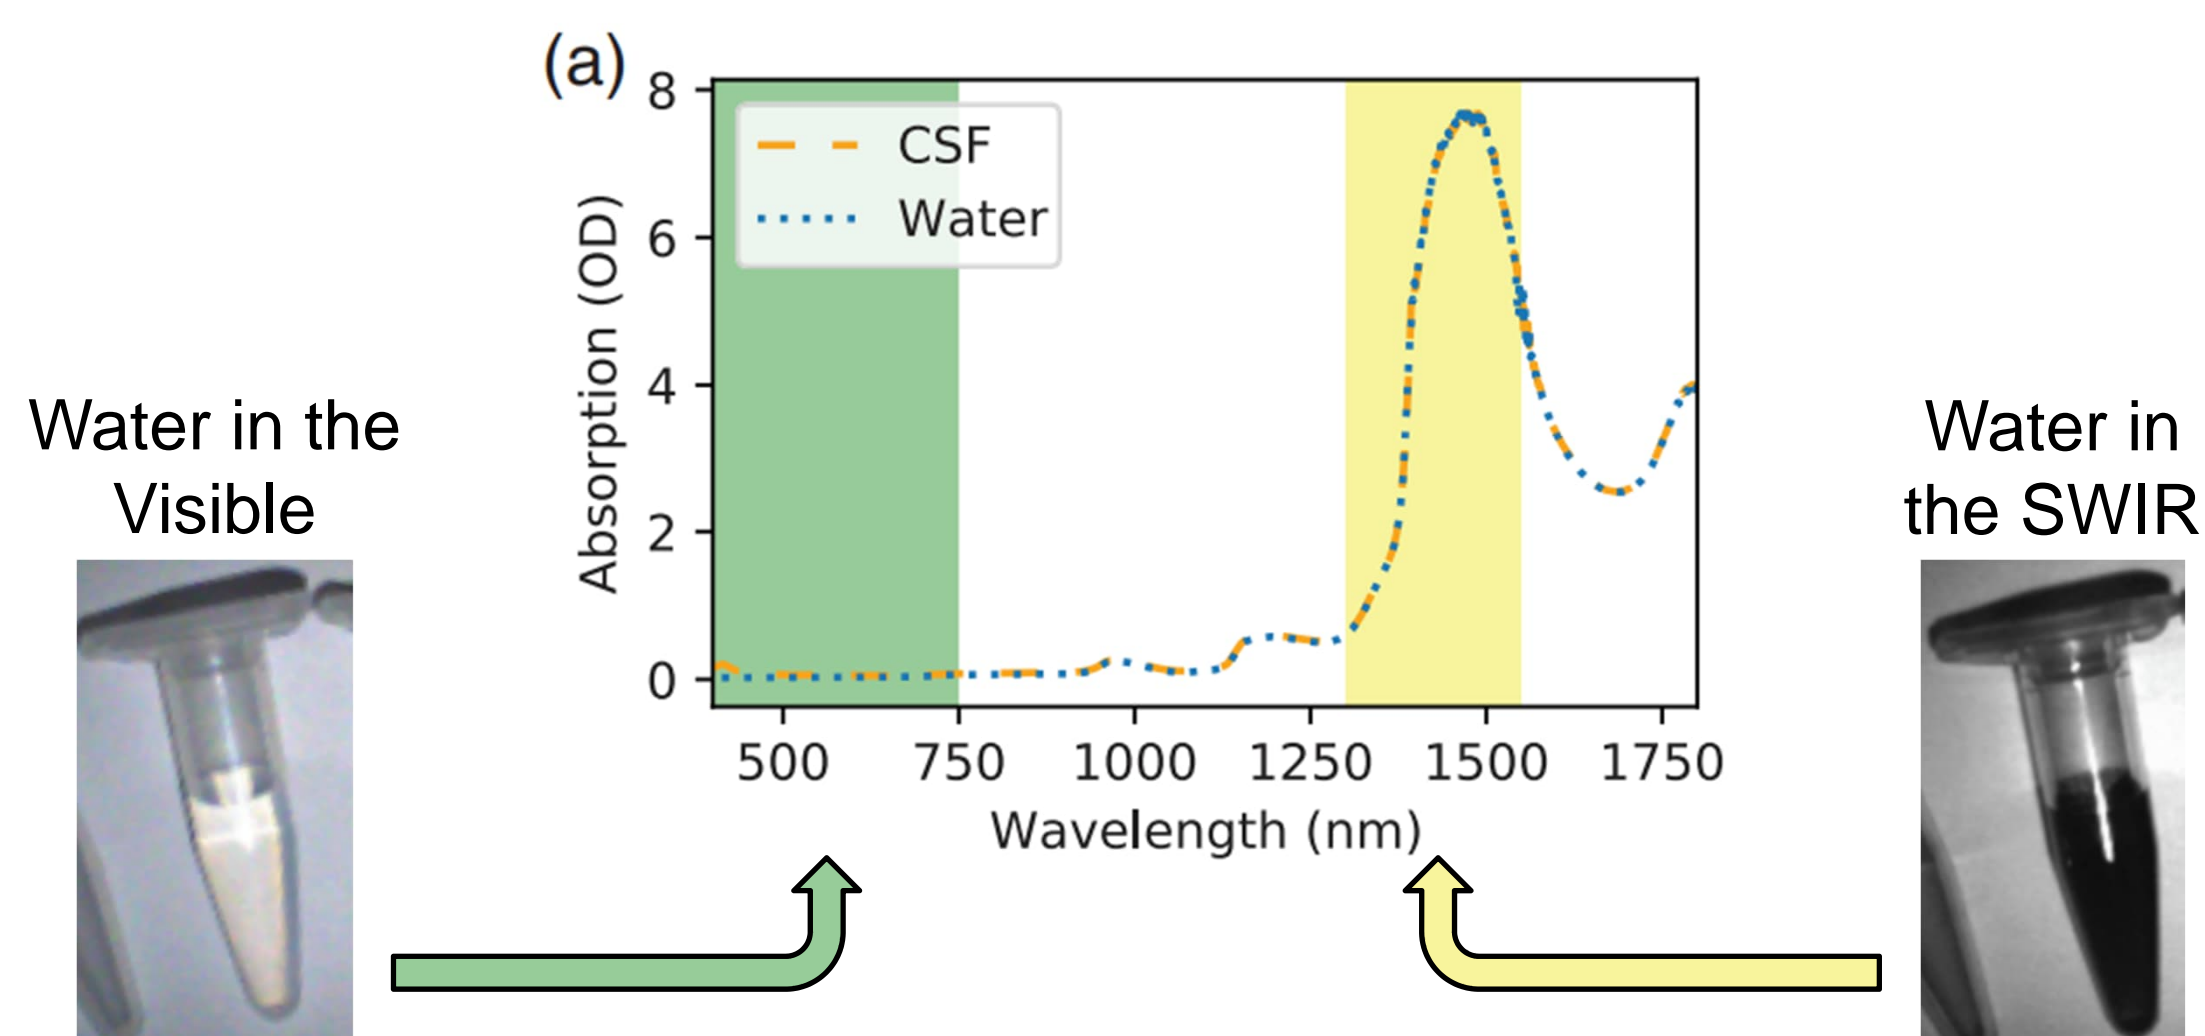 (a)
8
6
4
2
0
Absorption (OD)
CSF
Water
500 750 1000 1250 1500 1750
Wavelength (nm)
Water in the
Visible
Water in
the SWIR